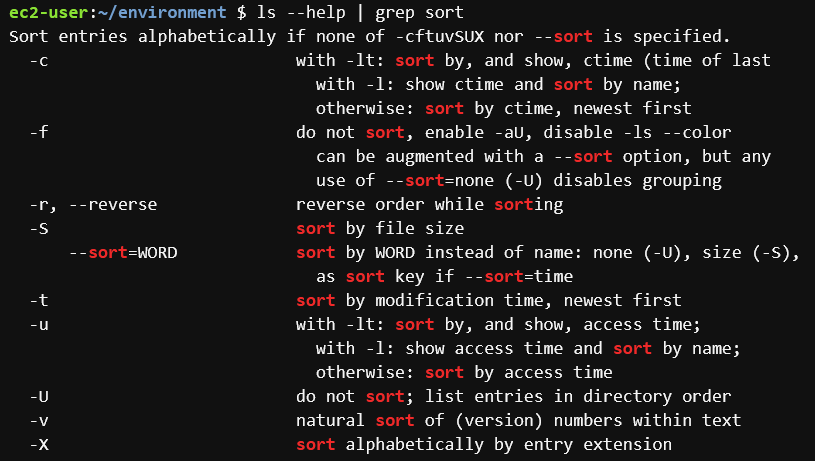 ec2-user:~/environment $ ls --help | grep sort
Sort entries alphabetically if none of -cftuvSUX nor --sort is specified.
  -c                         with -lt: sort by, and show, ctime (time of last
                               with -l: show ctime and sort by name;
                               otherwise: sort by ctime, newest first
  -f                         do not sort, enable -aU, disable -ls --color
                               can be augmented with a --sort option, but any
                               use of --sort=none (-U) disables grouping
  -r, --reverse              reverse order while sorting
  -S                         sort by file size
      --sort=WORD            sort by WORD instead of name: none (-U), size (-S),
                               as sort key if --sort=time
  -t                         sort by modification time, newest first
  -u                         with -lt: sort by, and show, access time;
                               with -l: show access time and sort by name;
                               otherwise: sort by access time
  -U                         do not sort; list entries in directory order
  -v                         natural sort of (version) numbers within text
  -X                         sort alphabetically by entry extension